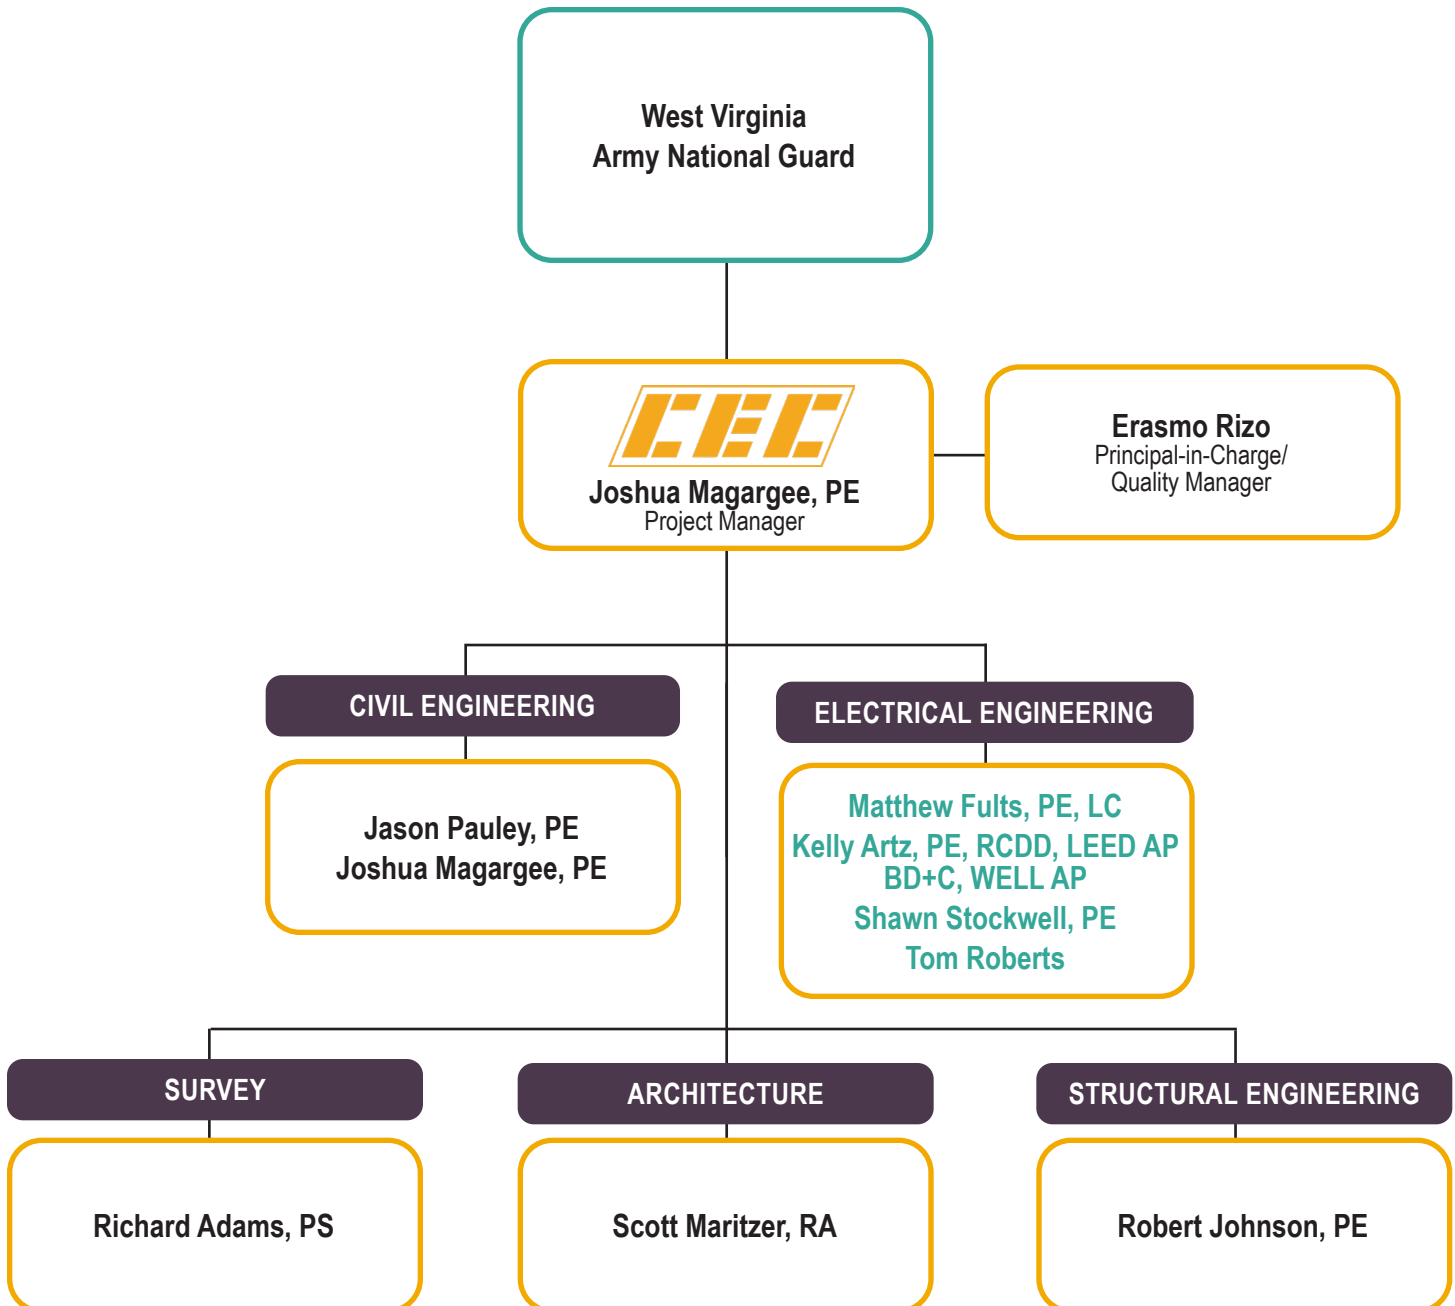 West Virginia
Army National Guard
CEC
Joshua Magargee, PE
Project Manager
Erasmo Rizo
Principal-in-Charge/
Quality Manager
CIVIL ENGINEERING
Jason Pauley, PE
Joshua Magargee, PE
ELECTRICAL ENGINEERING
Matthew Fults, PE, LC
Kelly Artz, PE, RCDD, LEED AP
BD+C, WELL AP
Shawn Stockwell, PE
Tom Roberts
SURVEY
Richard Adams, PS
ARCHITECTURE
Scott Maritzer, RA
STRUCTURAL ENGINEERING
Robert Johnson, PE